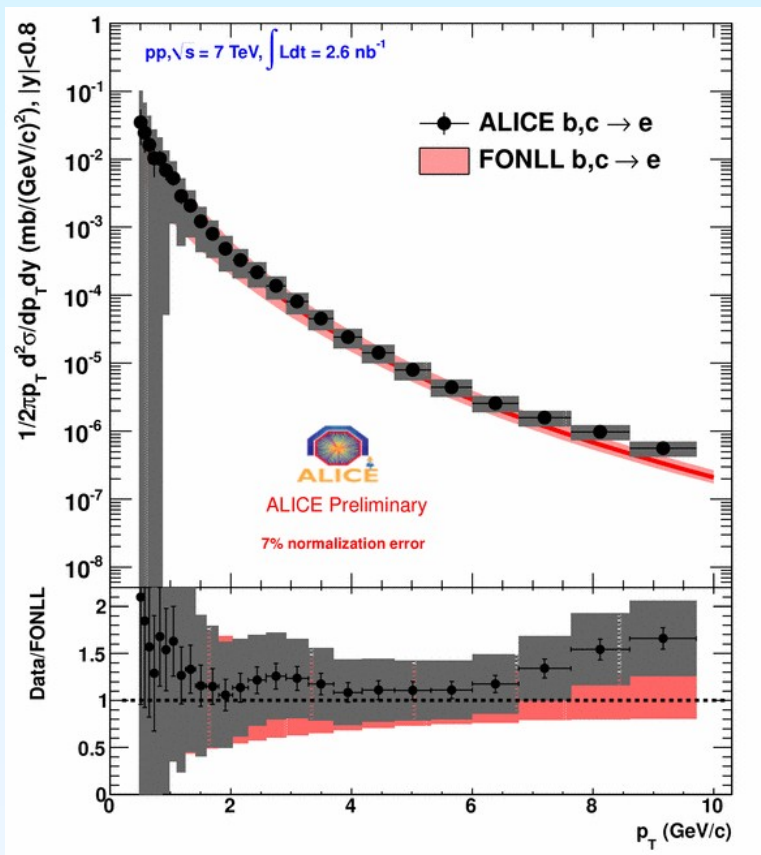 1/2πp_T d²σ/dp_Tdy (mb/(GeV/c)²), |y|<0.8
pp,√s = 7 TeV, ∫Ldt = 2.6 nb⁻¹
ALICE b,c → e
FONLL b,c → e
1
10⁻¹
10⁻²
10⁻³
10⁻⁴
10⁻⁵
10⁻⁶
10⁻⁷
10⁻⁸
ALICE
ALICE Preliminary
7% normalization error
Data/FONLL
2
1.5
1
0.5
0
0 2 4 6 8 10
p_T (GeV/c)